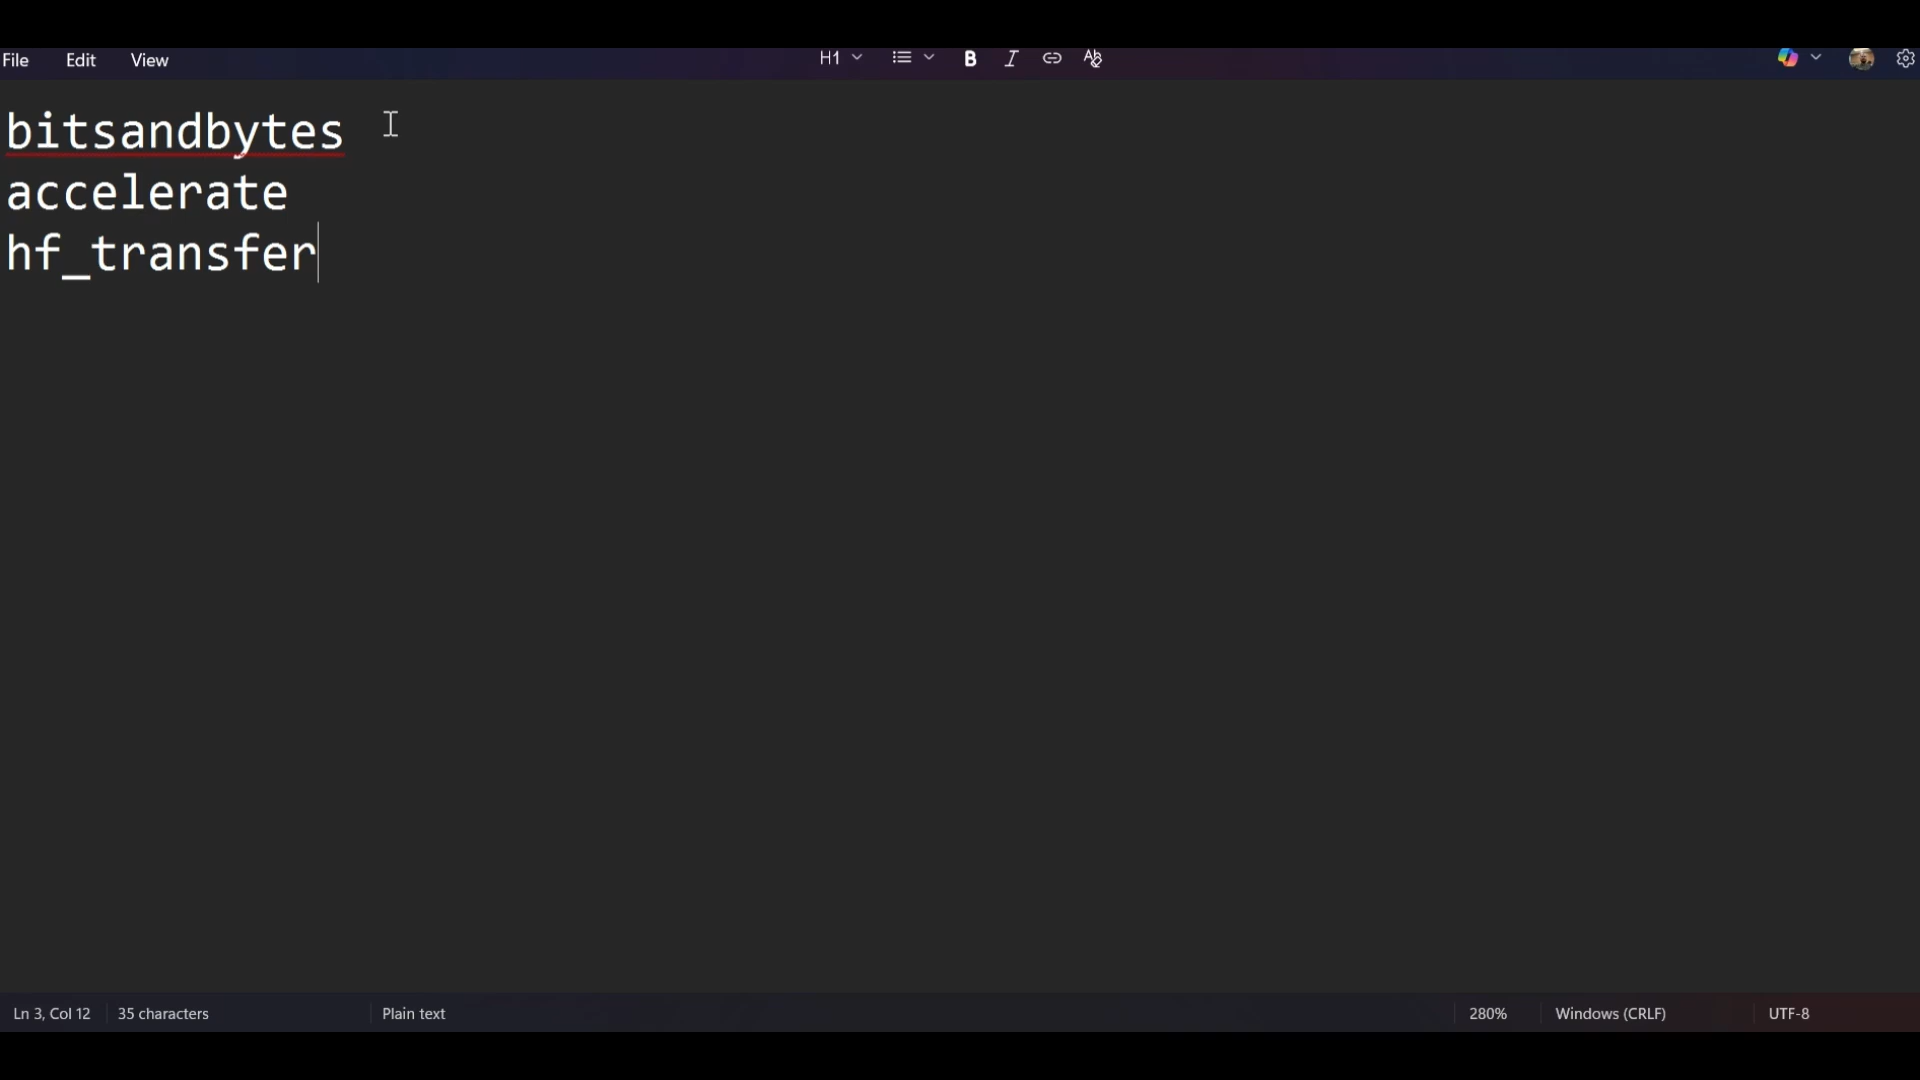 File Edit View H1 B I
bitsandbytes
accelerate
hf_transfer
Ln 3, Col 12 35 characters Plain text 280% Windows (CRLF) UTF-8